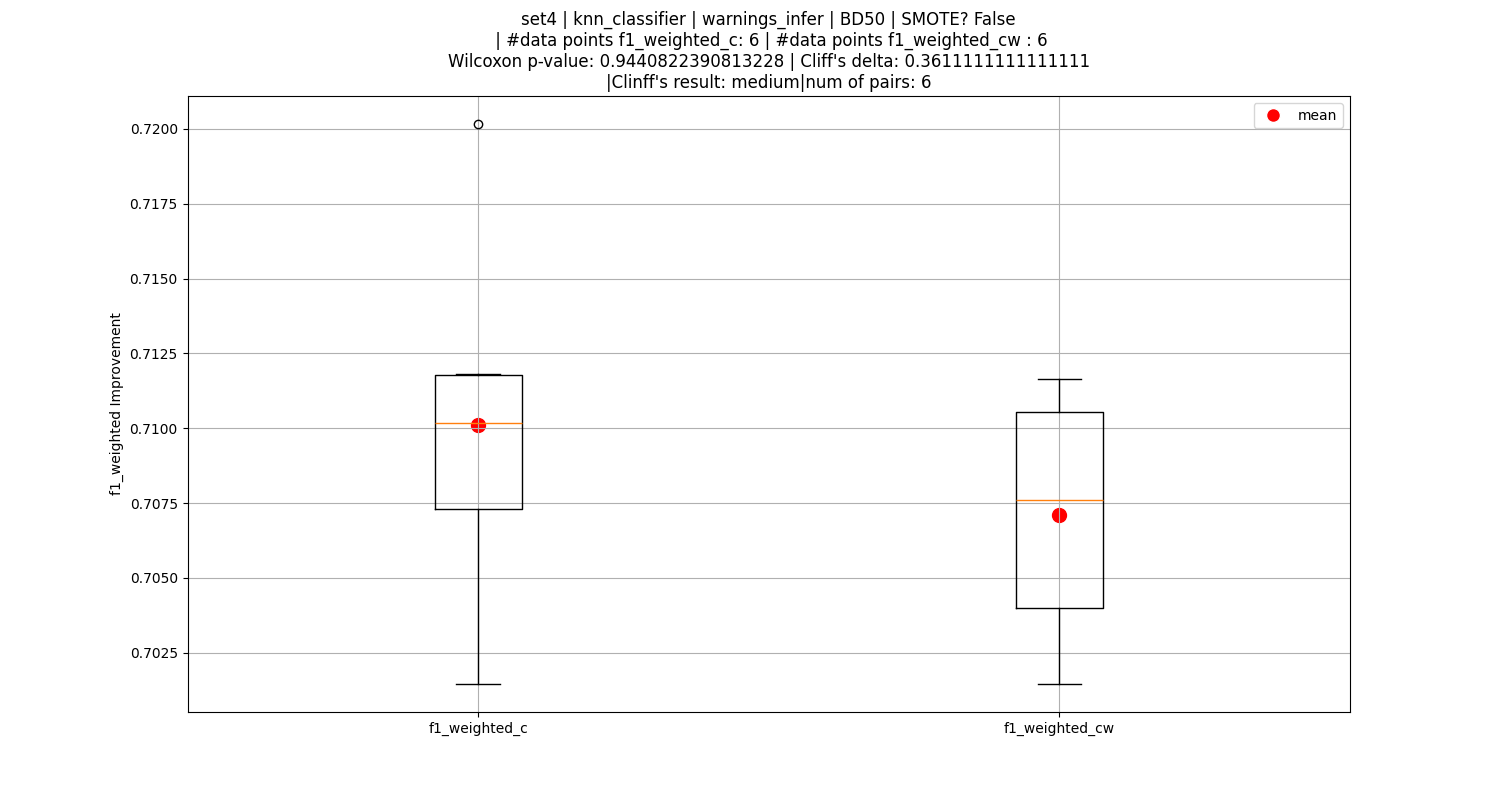 set4 | knn_classifier | warnings_infer | BD50 | SMOTE? False
| #data points f1_weighted_c: 6 | #data points f1_weighted_cw : 6
Wilcoxon p-value: 0.9440822390813228 | Cliff's delta: 0.3611111111111111
|Clinff's result: medium|num of pairs: 6
mean
f1_weighted Improvement
0.7200
0.7175
0.7150
0.7125
0.7100
0.7075
0.7050
0.7025
f1_weighted_c
f1_weighted_cw